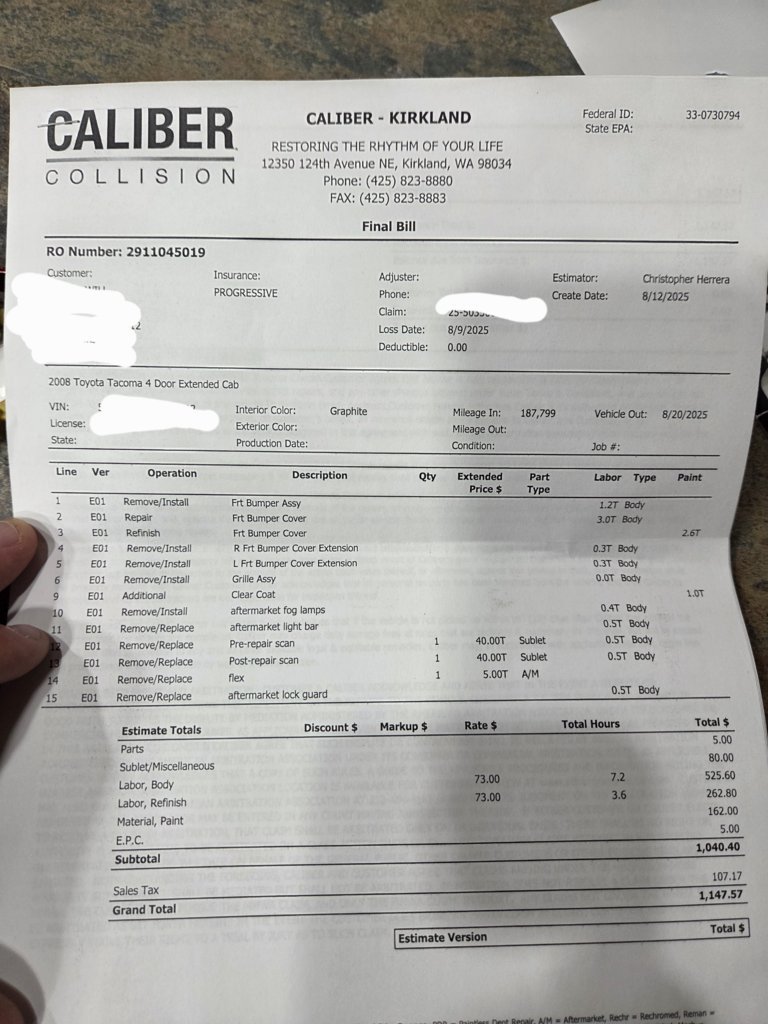 CALIBER
COLLISION
CALIBER - KIRKLAND
RESTORING THE RHYTHM OF YOUR LIFE
12350 124th Avenue NE, Kirkland, WA 98034
Phone: (425) 823-8880
FAX: (425) 823-8883
Federal ID: 33-0730794
State EPA:
Final Bill
RO Number: 2911045019
Customer:
Insurance:
PROGRESSIVE
Adjuster:
Phone:
Claim:
Loss Date: 8/9/2025
Deductible: 0.00
Estimator: Christopher Herrera
Create Date: 8/12/2025
2008 Toyota Tacoma 4 Door Extended Cab
VIN:
License:
State:
Interior Color: Graphite
Exterior Color:
Production Date:
Mileage In: 187,799
Mileage Out:
Condition:
Vehicle Out: 8/20/2025
Job #:
Line Ver Operation Description Qty Extended Price $ Part Type Labor Type Paint
1 E01 Remove/Install Frt Bumper Assy 1.2T Body
2 E01 Repair Frt Bumper Cover 3.0T Body
3 E01 Refinish Frt Bumper Cover 2.6T
4 E01 Remove/Install R Frt Bumper Cover Extension 0.3T Body
5 E01 Remove/Install L Frt Bumper Cover Extension 0.3T Body
6 E01 Remove/Install Grille Assy 0.0T Body
9 E01 Additional Clear Coat 1.0T
10 E01 Remove/Install aftermarket fog lamps 0.4T Body
11 E01 Remove/Replace aftermarket light bar 0.5T Body
12 E01 Remove/Replace Pre-repair scan 1 40.00T Sublet 0.5T Body
13 E01 Remove/Replace Post-repair scan 1 40.00T Sublet 0.5T Body
14 E01 Remove/Replace flex 1 5.00T A/M
15 E01 Remove/Replace aftermarket lock guard 0.5T Body
Estimate Totals Discount $ Markup $ Rate $ Total Hours Total $
Parts 5.00
Sublet/Miscellaneous 80.00
Labor, Body 73.00 7.2 525.60
Labor, Refinish 73.00 3.6 262.80
Material, Paint 162.00
E.P.C. 5.00
Subtotal 1,040.40
Sales Tax 107.17
Grand Total 1,147.57
Estimate Version Total $
= Paintless Dent Repair, A/M = Aftermarket, Rechr = Rechromed, Reman =